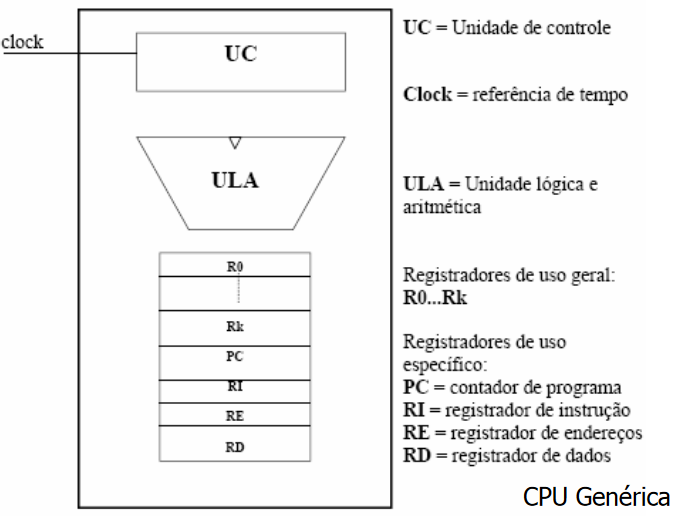 clock
UC
ULA
R0
Rk
PC
RI
RE
RD
UC = Unidade de controle
Clock = referência de tempo
ULA = Unidade lógica e
aritmética
Registradores de uso geral:
R0...Rk
Registradores de uso
específico:
PC = contador de programa
RI = registrador de instrução
RE = registrador de endereços
RD = registrador de dados
CPU Genérica